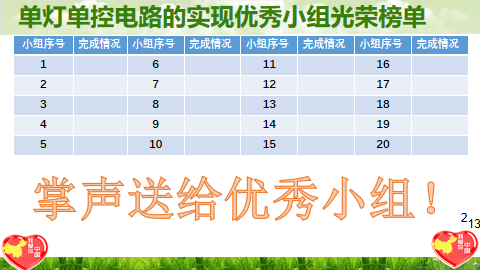 单灯单控电路的实现优秀小组光荣榜单
小组序号 完成情况 小组序号 完成情况 小组序号 完成情况 小组序号 完成情况
1 6 11 16
2 7 12 17
3 8 13 18
4 9 14 19
5 10 15 20
掌声送给优秀小组！
2
13